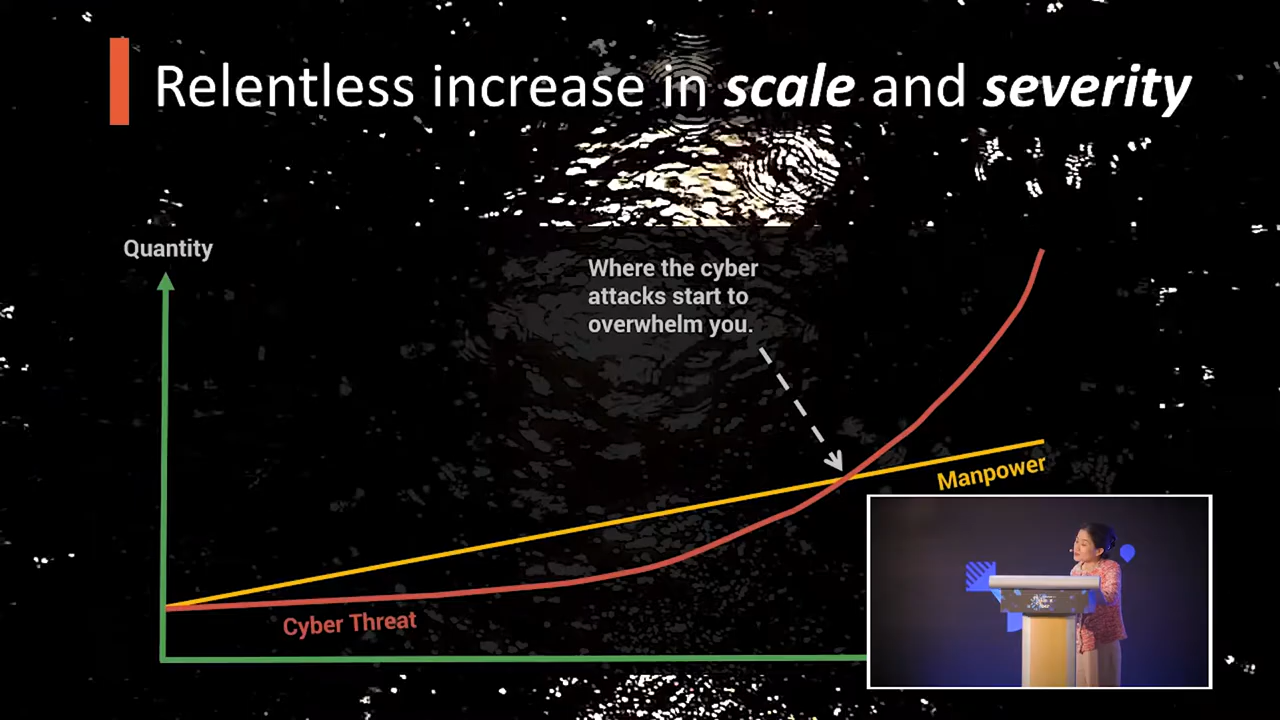 Relentless increase in scale and severity
Quantity
Where the cyber
attacks start to
overwhelm you.
Manpower
Cyber Threat